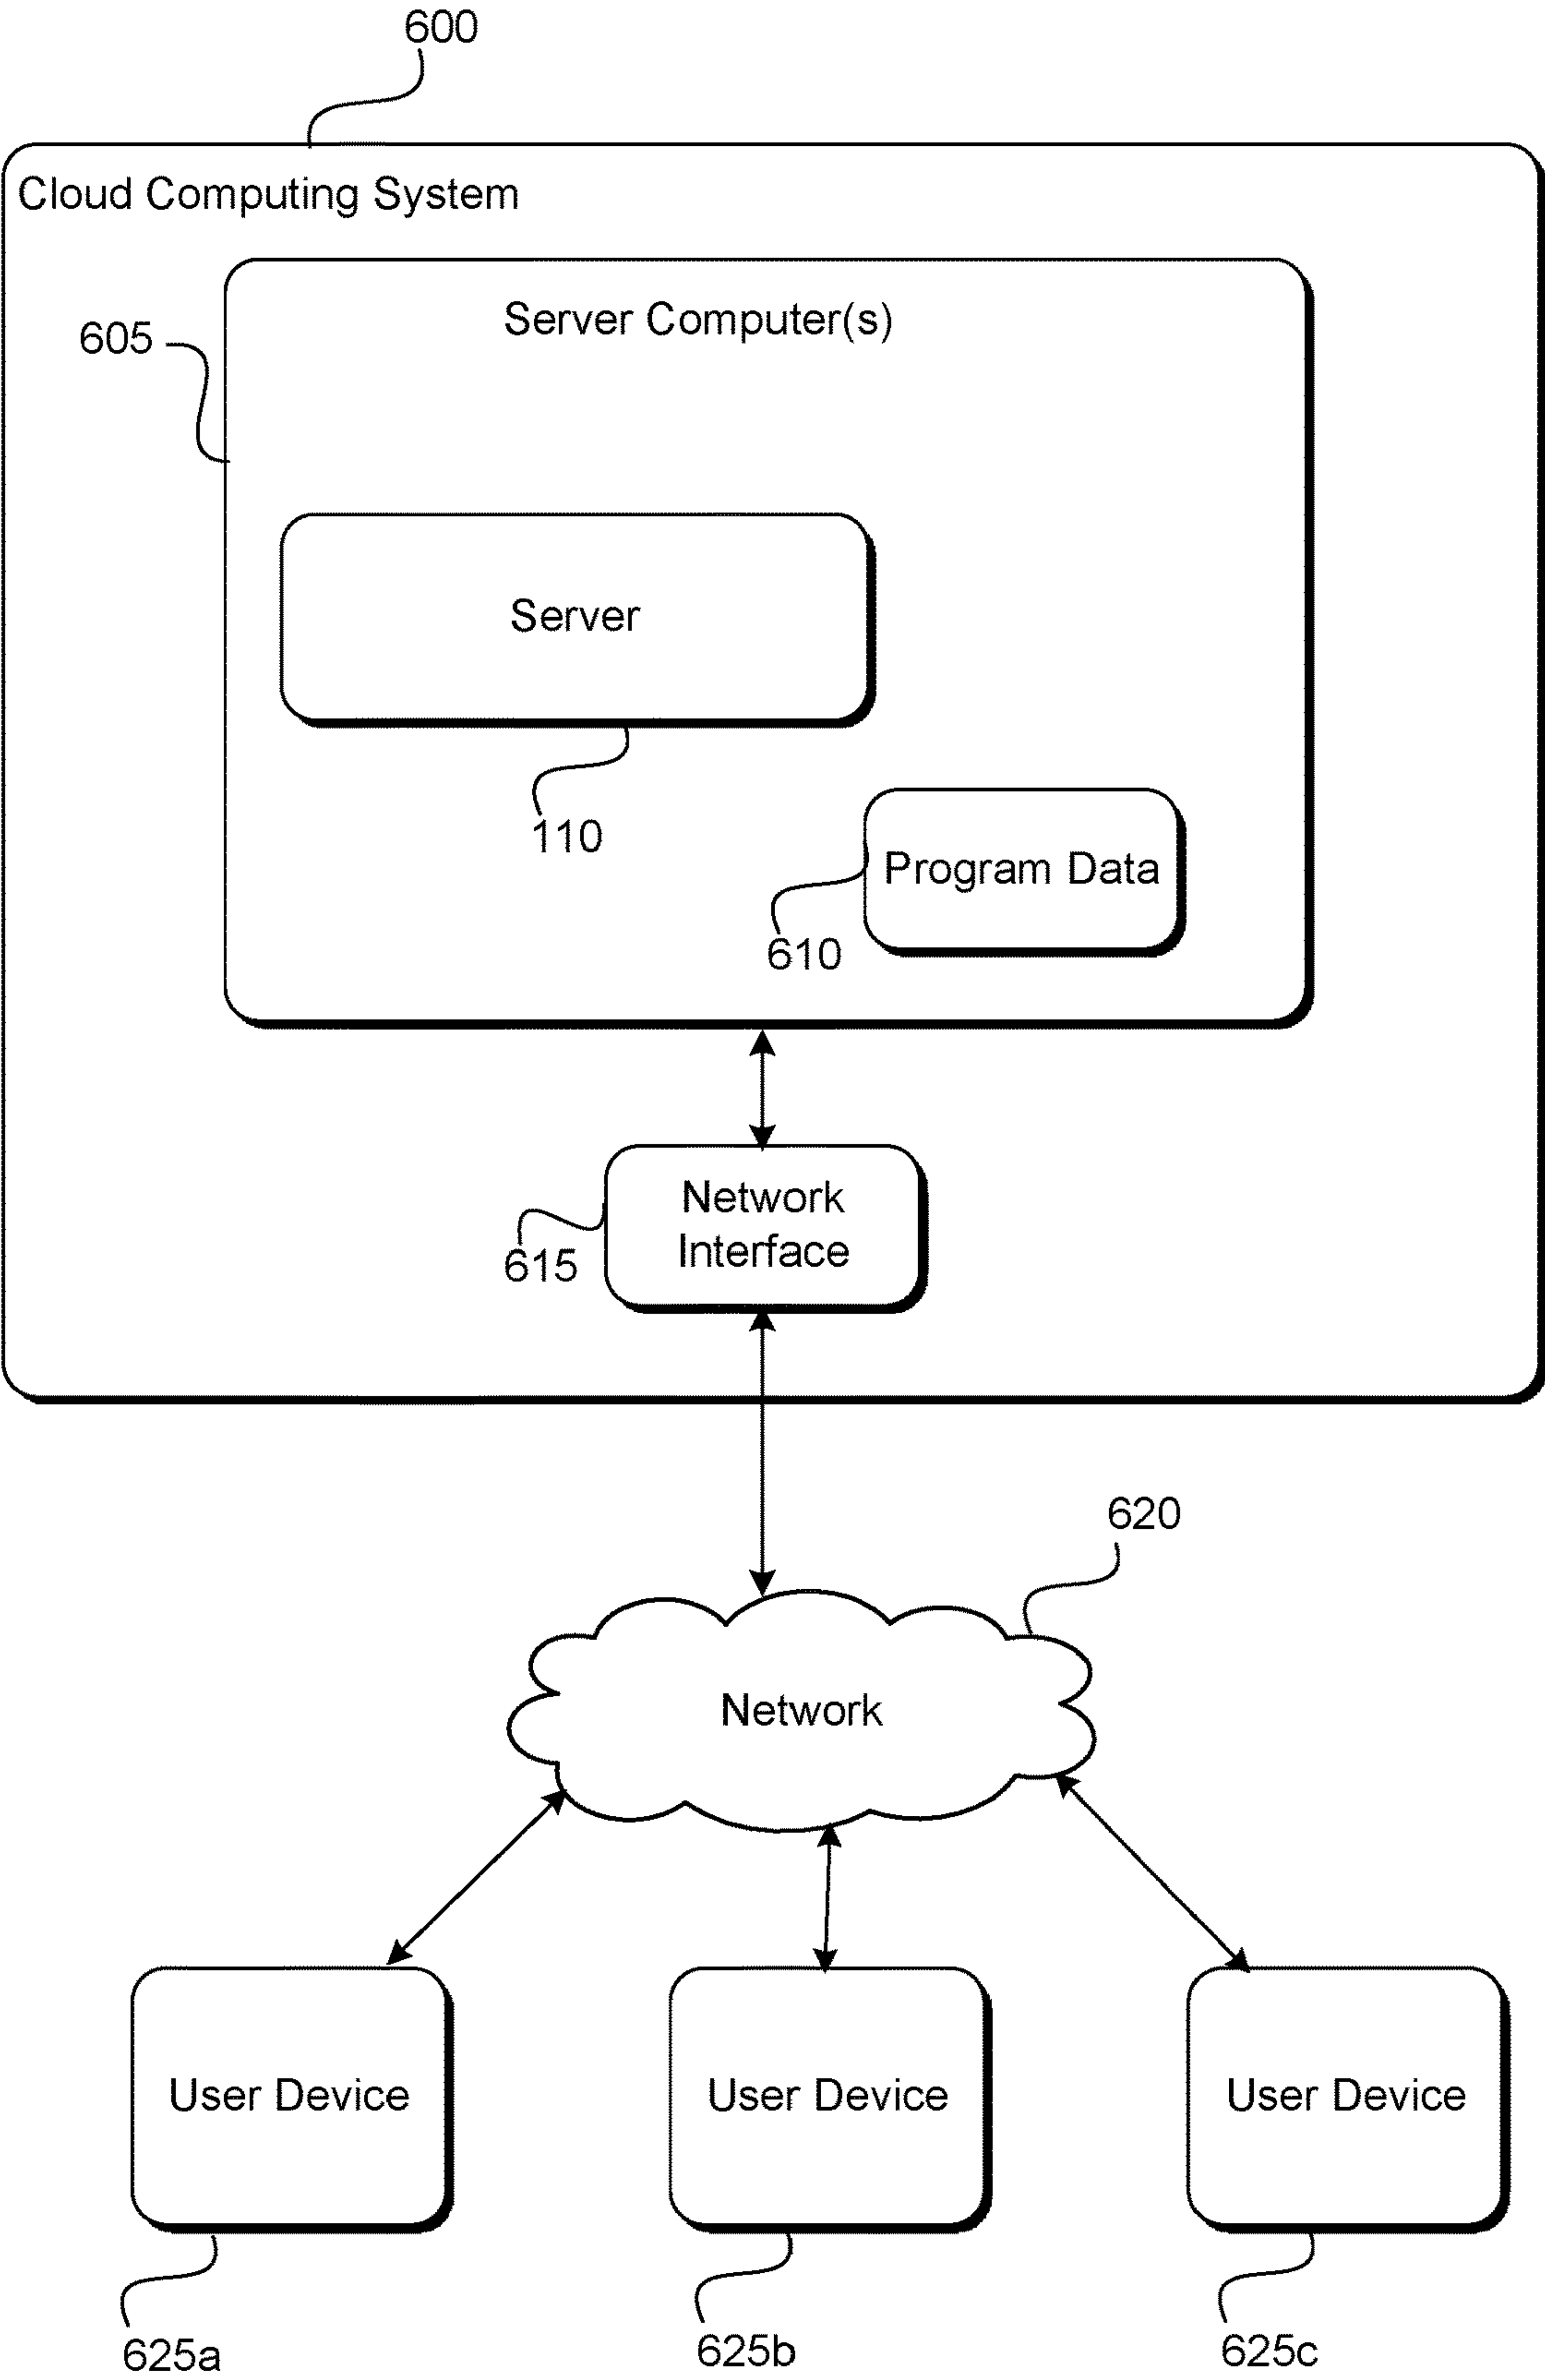 600
Cloud Computing System
Server Computer(s)
605
Server
110
Program Data
610
Network
Interface
615
620
Network
User Device
User Device
User Device
625a
625b
625c